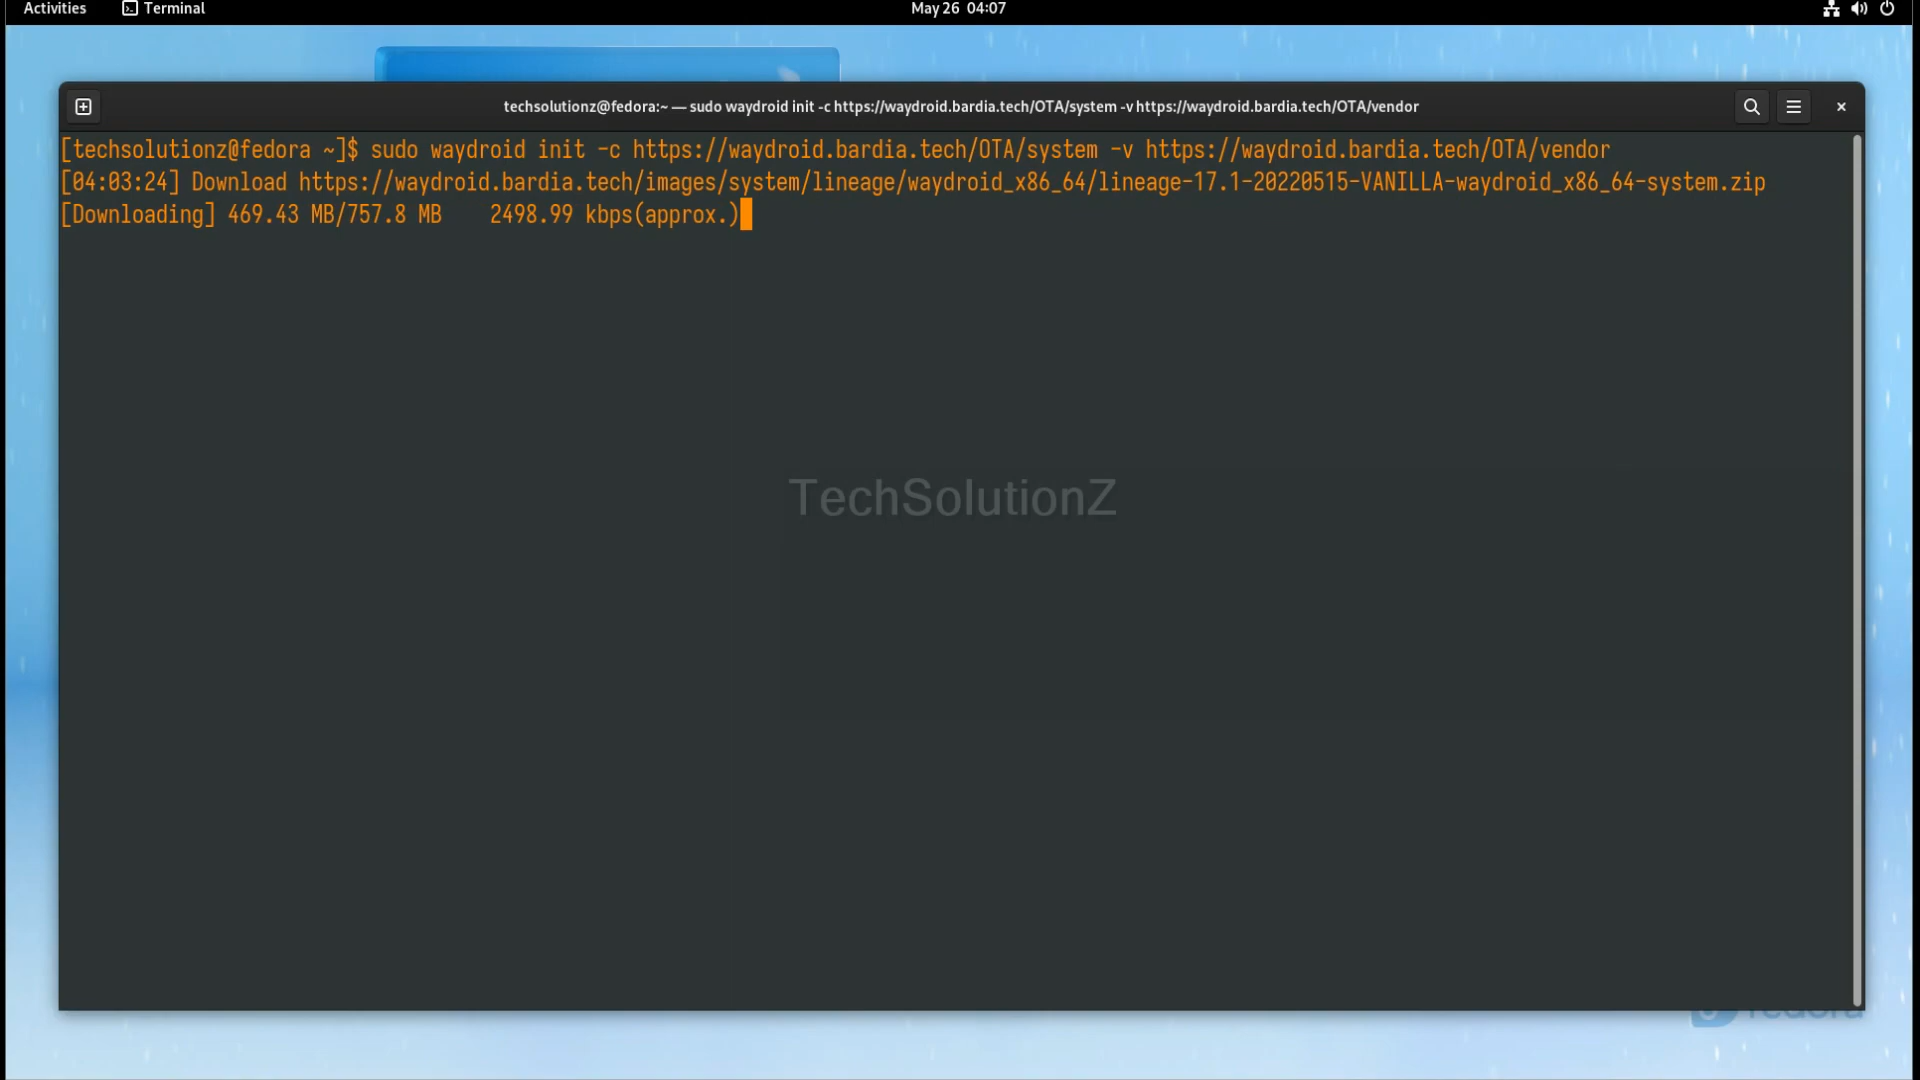 Activities Terminal May 26 04:07
techsolutionz@fedora:~ — sudo waydroid init -c https://waydroid.bardia.tech/OTA/system -v https://waydroid.bardia.tech/OTA/vendor
[techsolutionz@fedora ~]$ sudo waydroid init -c https://waydroid.bardia.tech/OTA/system -v https://waydroid.bardia.tech/OTA/vendor
[04:03:24] Download https://waydroid.bardia.tech/images/system/lineage/waydroid_x86_64/lineage-17.1-20220515-VANILLA-waydroid_x86_64-system.zip
[Downloading] 469.43 MB/757.8 MB 2498.99 kbps(approx.)
TechSolutionZ
fedora